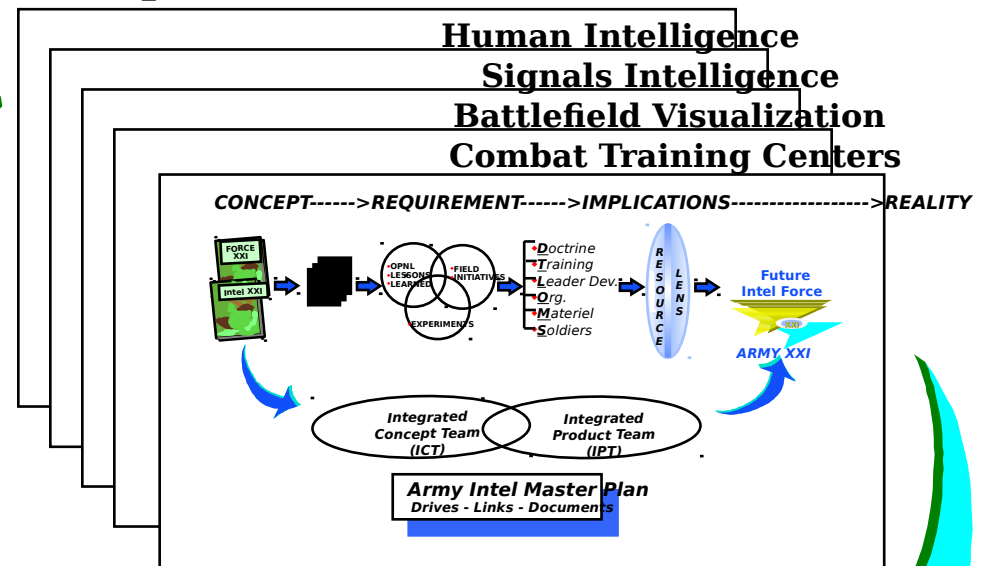 Human Intelligence
Signals Intelligence
Battlefield Visualization
Combat Training Centers
CONCEPT------>REQUIREMENT------>IMPLICATIONS------------------>REALITY
FORCE
XXI
Intel XXI
OPNL
LESSONS
LEARNED
FIELD
INITIATIVES
EXPERIMENTS
Doctrine
Training
Leader Dev.
Org.
Materiel
Soldiers
RESOURCE
LENS
Future
Intel Force
XXI
ARMY XXI
Integrated
Concept Team
(ICT)
Integrated
Product Team
(IPT)
Army Intel Master Plan
Drives - Links - Documents